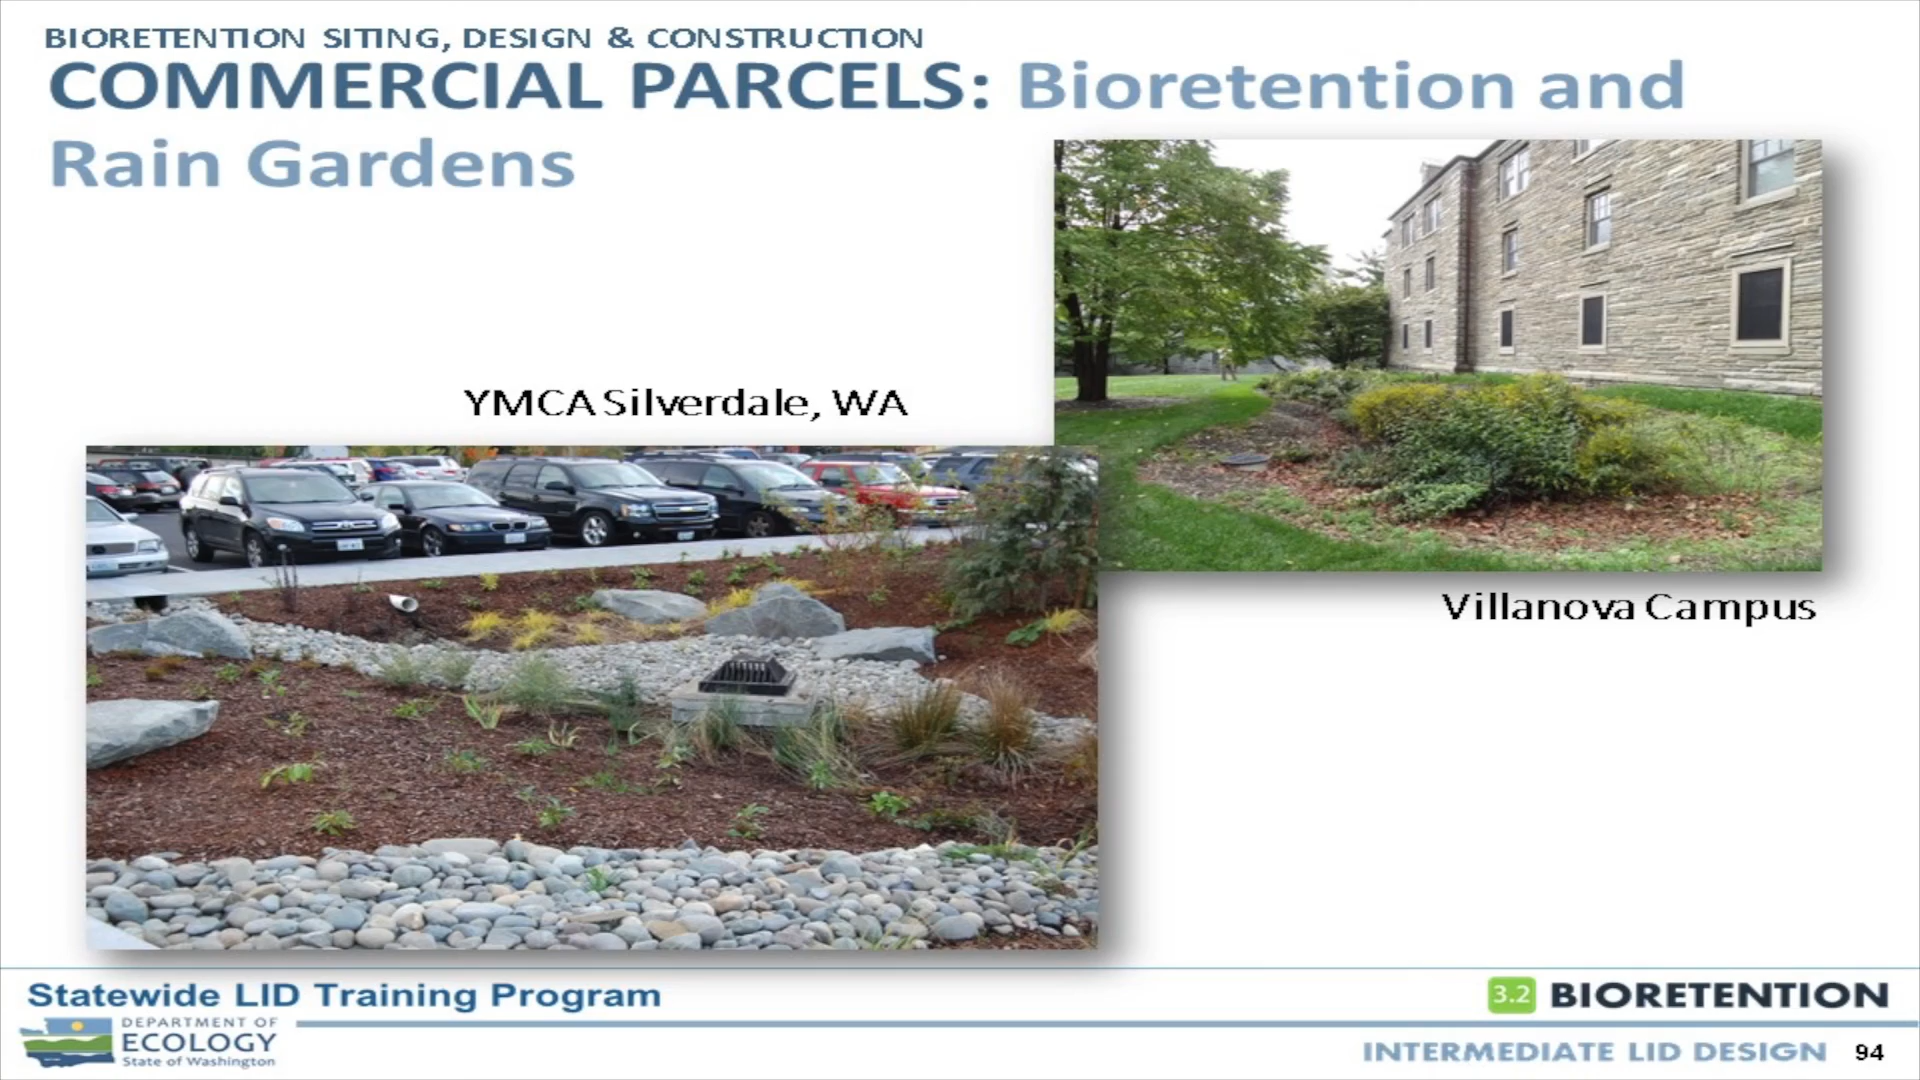 BIORETENTION SITING, DESIGN & CONSTRUCTION
COMMERCIAL PARCELS: Bioretention and
Rain Gardens
YMCA Silverdale, WA
Villanova Campus
Statewide LID Training Program
3.2 BIORETENTION
DEPARTMENT OF
ECOLOGY
State of Washington
INTERMEDIATE LID DESIGN 94